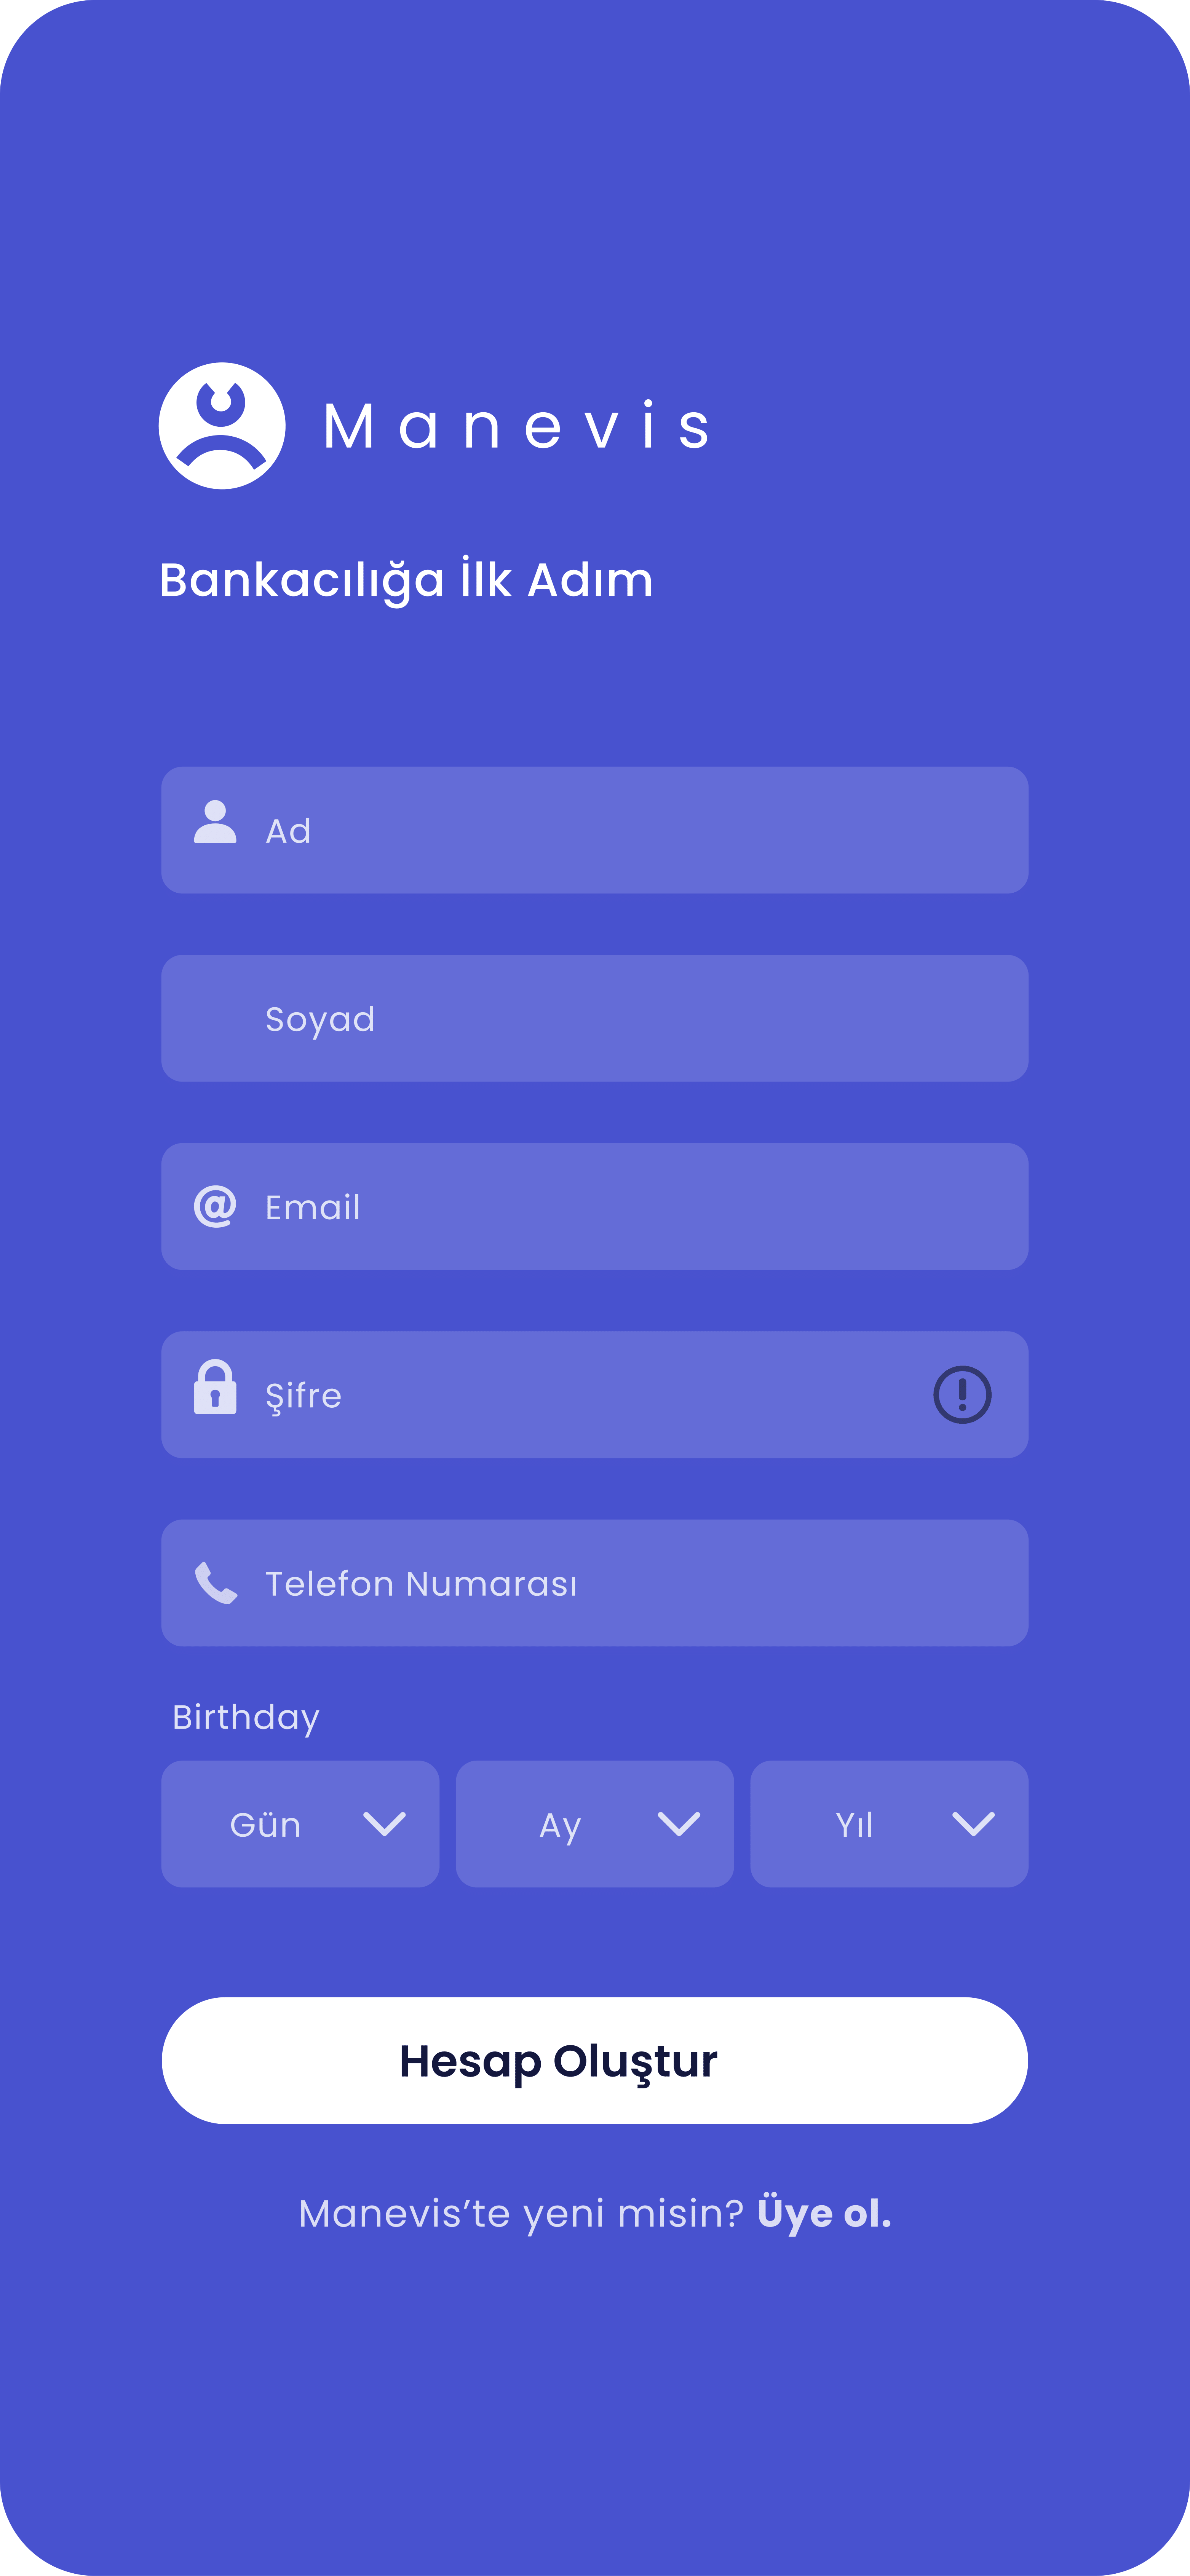 Manevis
Bankacılığa İlk Adım
Ad
Soyad
@ Email
Şifre
Telefon Numarası
Birthday
Gün Ay Yıl
Hesap Oluştur
Manevis’te yeni misin? Üye ol.